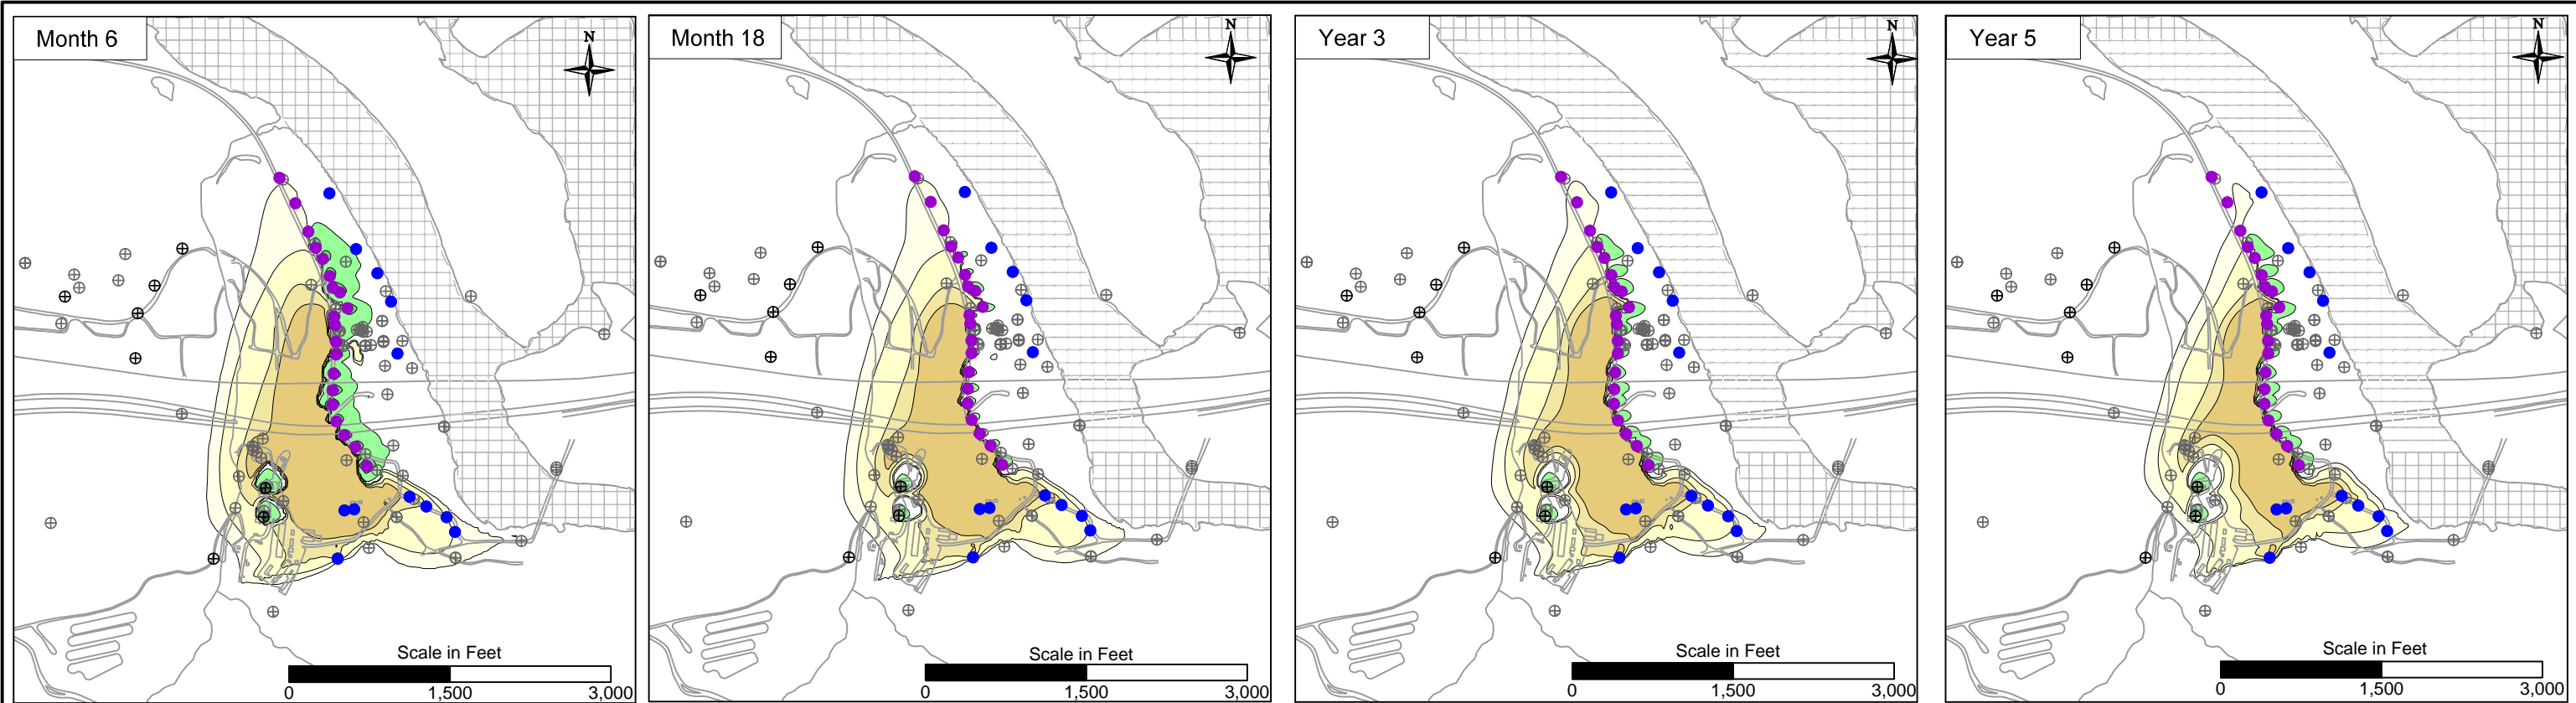 Month 6
N
Scale in Feet
0 1,500 3,000
Month 18
N
Scale in Feet
0 1,500 3,000
Year 3
N
Scale in Feet
0 1,500 3,000
Year 5
N
Scale in Feet
0 1,500 3,000